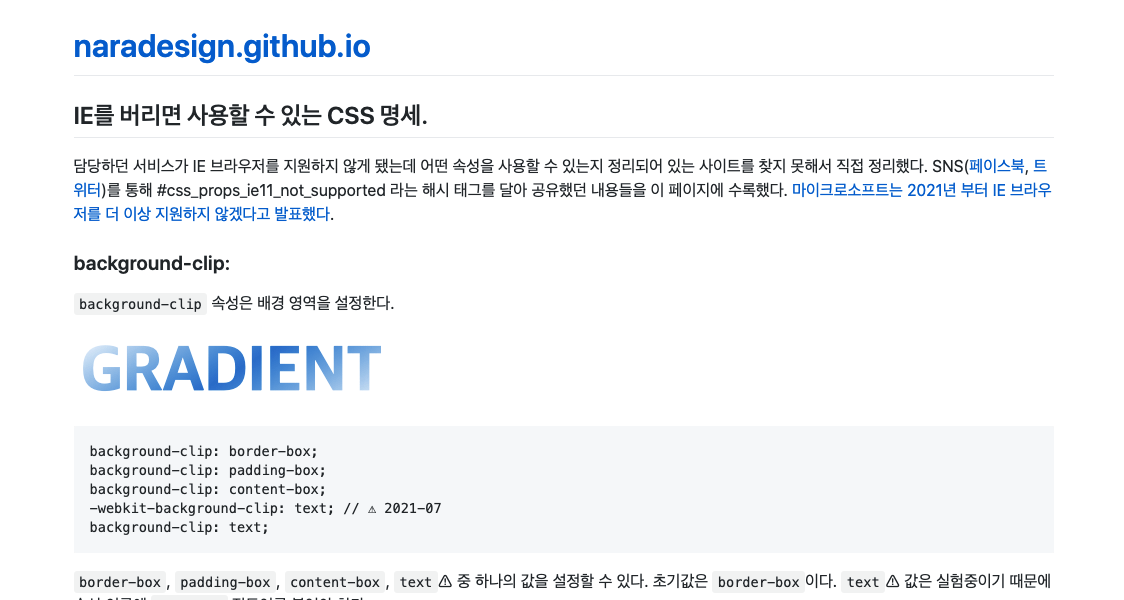 naradesign.github.io
IE를 버리면 사용할 수 있는 CSS 명세.
담당하던 서비스가 IE 브라우저를 지원하지 않게 됐는데 어떤 속성을 사용할 수 있는지 정리되어 있는 사이트를 찾지 못해서 직접 정리했다. SNS(페이스북, 트
위터)를 통해 #css_props_ie11_not_supported 라는 해시 태그를 달아 공유했던 내용들을 이 페이지에 수록했다. 마이크로소프트는 2021년 부터 IE 브라우
저를 더 이상 지원하지 않겠다고 발표했다.
background-clip:
background-clip 속성은 배경 영역을 설정한다.
GRADIENT
background-clip: border-box;
background-clip: padding-box;
background-clip: content-box;
-webkit-background-clip: text; // ⚠ 2021-07
background-clip: text;
border-box, padding-box, content-box, text⚠ 중 하나의 값을 설정할 수 있다. 초기값은 border-box이다. text⚠ 값은 실험중이기 때문에